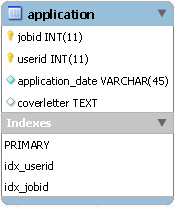 application
jobid INT(11)
userid INT(11)
application_date VARCHAR(45)
coverletter TEXT
Indexes
PRIMARY
idx_userid
idx_jobid